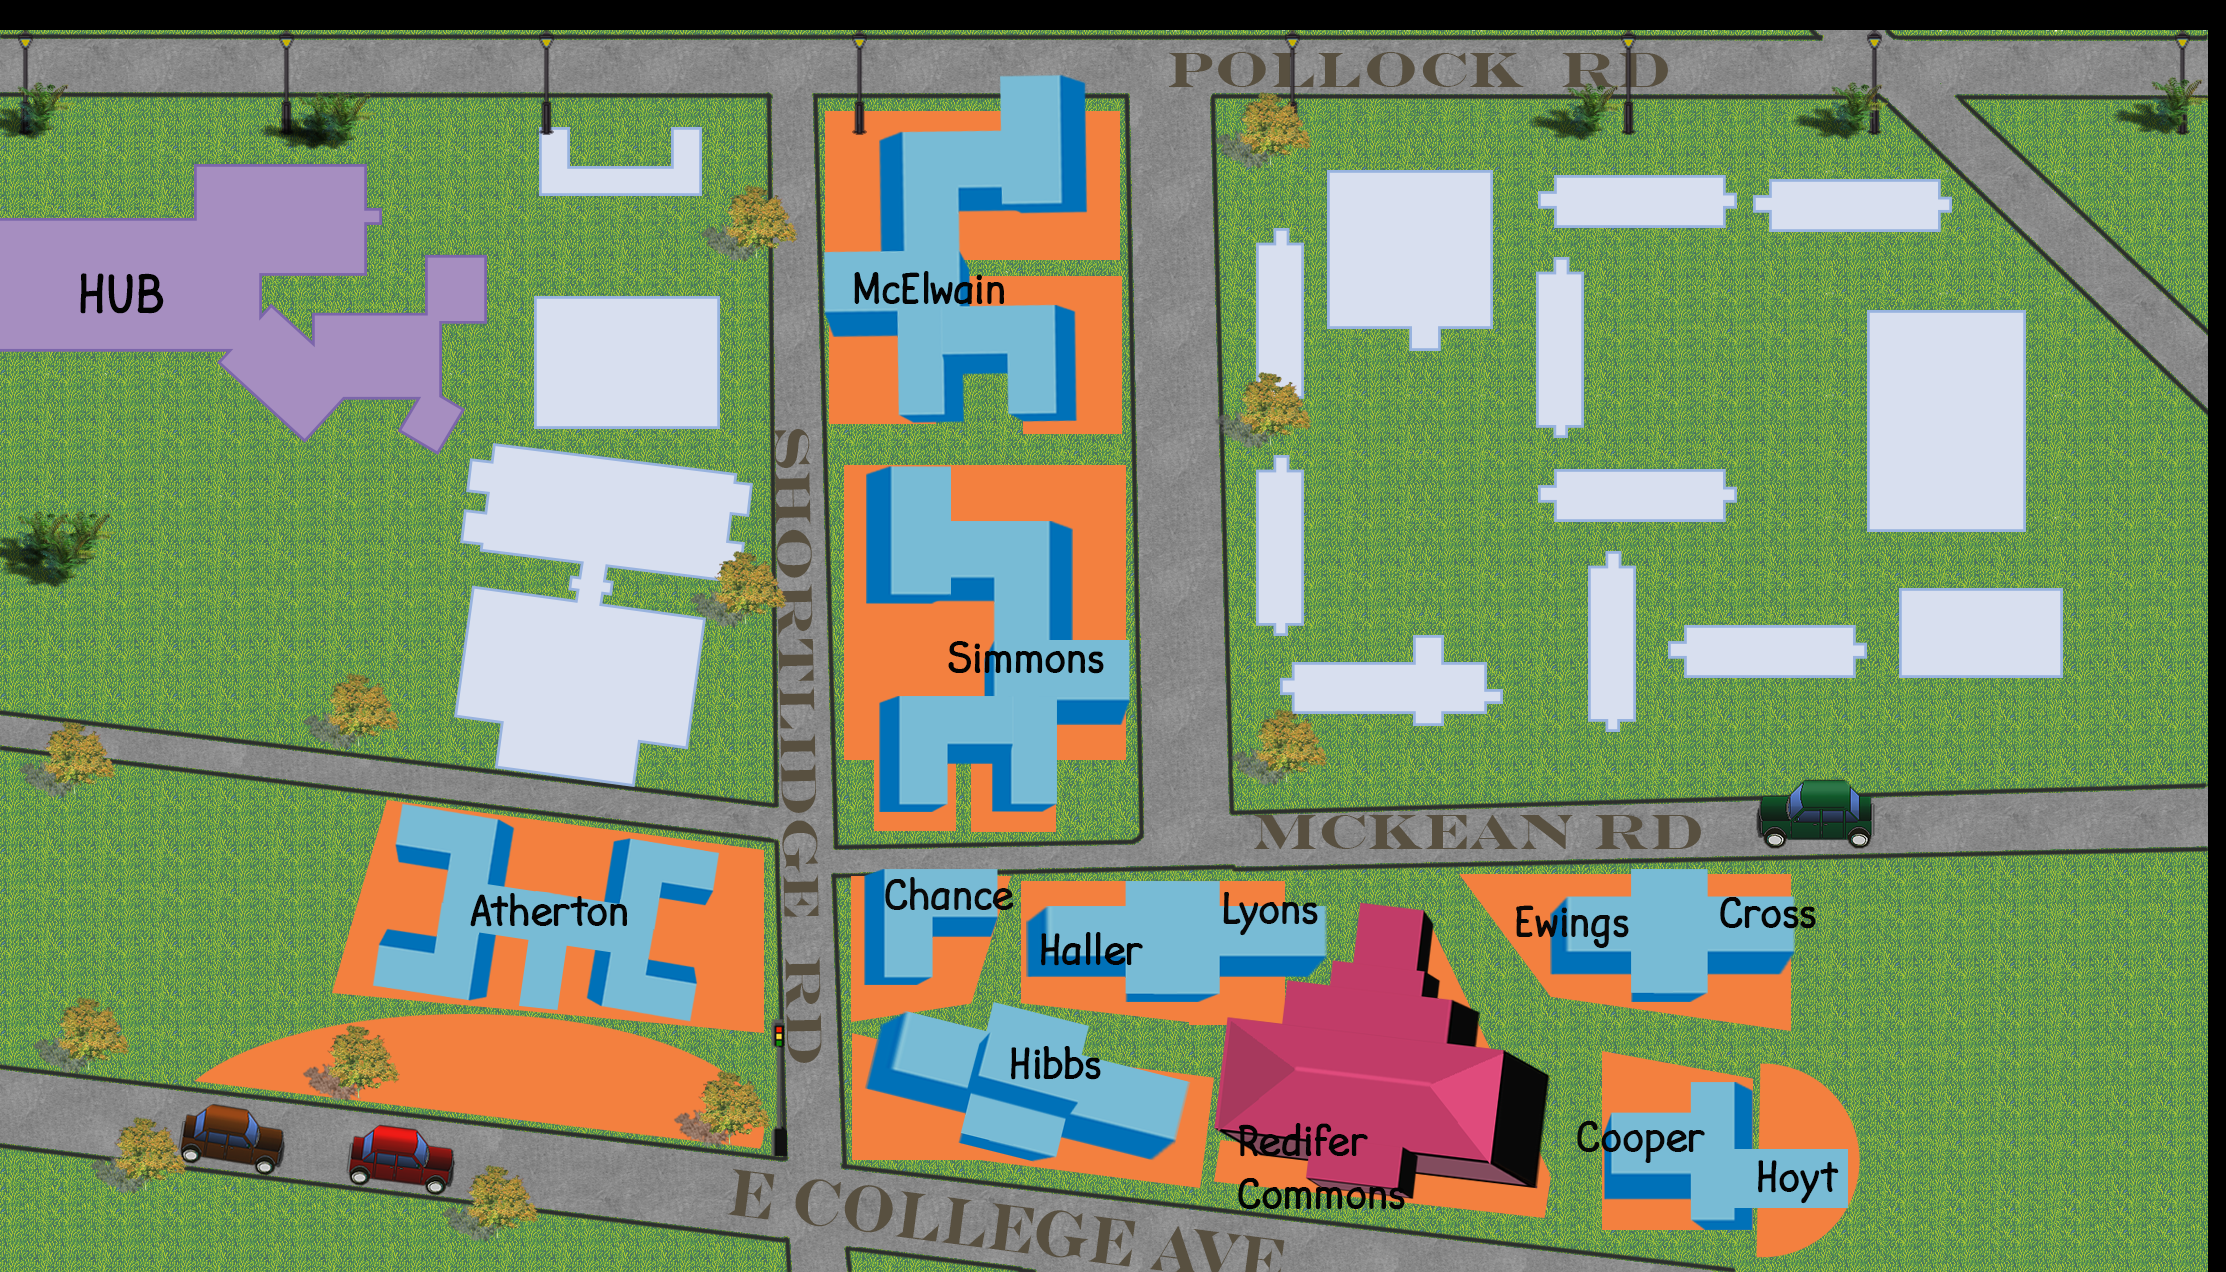 POLLOCK RD
HUB
McElwain
SHORTLIDGE RD
Simmons
MCKEAN RD
Atherton
Chance
Haller
Lyons
Ewings
Cross
Hibbs
Redifer
Commons
Cooper
Hoyt
E COLLEGE AVE